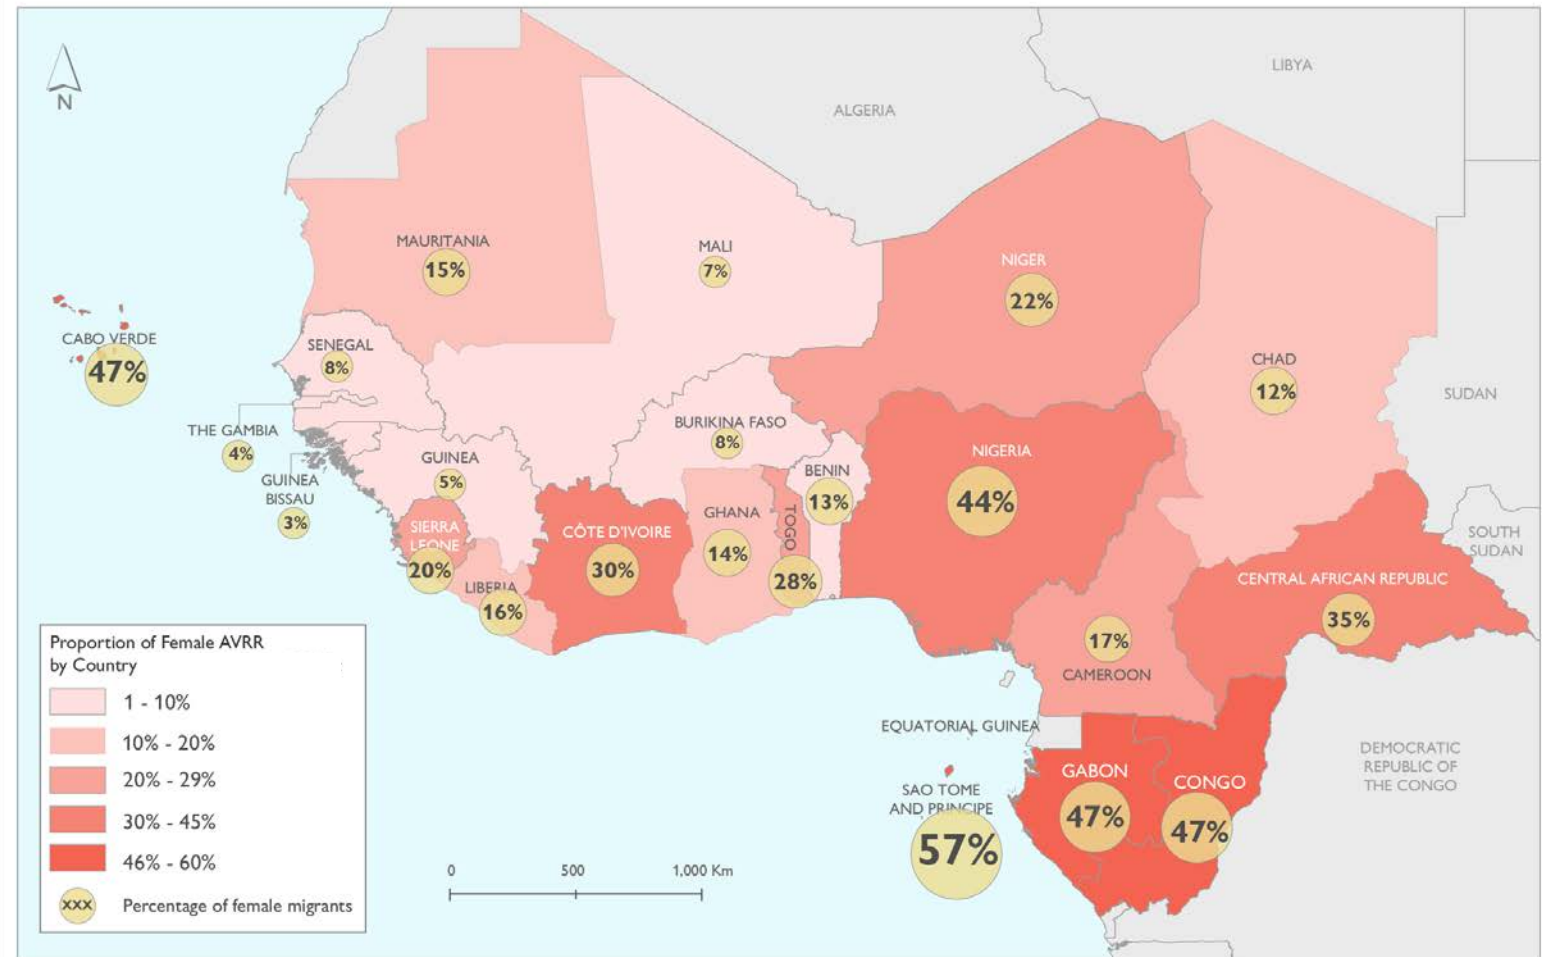 N
LIBYA
ALGERIA
MAURITANIA
15%
MALI
7%
NIGER
22%
CABO VERDE
47%
SENEGAL
8%
CHAD
12%
SUDAN
THE GAMBIA
4%
BURKINA FASO
8%
GUINEA
5%
GUINEA
BISSAU
3%
BENIN
13%
NIGERIA
44%
SIERRA
LEONE
20%
CÔTE D'IVOIRE
30%
GHANA
14%
TOGO
28%
LIBERIA
16%
SOUTH
SUDAN
CENTRAL AFRICAN REPUBLIC
35%
17%
CAMEROON
EQUATORIAL GUINEA
GABON
47%
CONGO
47%
DEMOCRATIC
REPUBLIC OF
THE CONGO
SAO TOME
AND PRINCIPE
57%
Proportion of Female AVRR
by Country
1 - 10%
10% - 20%
20% - 29%
30% - 45%
46% - 60%
XXX Percentage of female migrants
0 500 1,000 Km